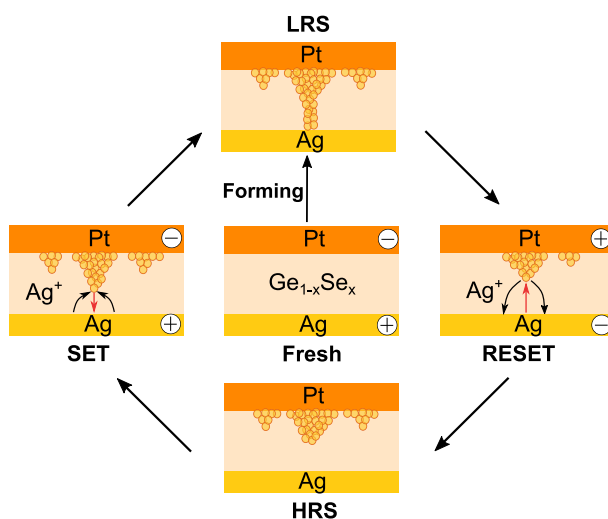 LRS
Pt
Ag
Forming
Pt −
Ag⁺
Ag +
SET
Pt −
Ge₁₋ₓSeₓ
Ag +
Fresh
Pt +
Ag⁺
Ag −
RESET
Pt
Ag
HRS